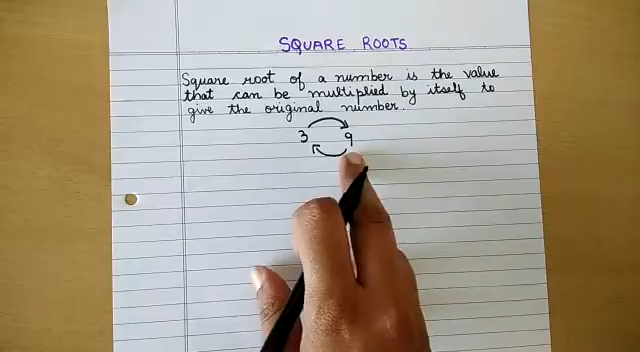 SQUARE ROOTS
Square root of a number is the value
that can be multiplied by itself to
give the original number.
3 9